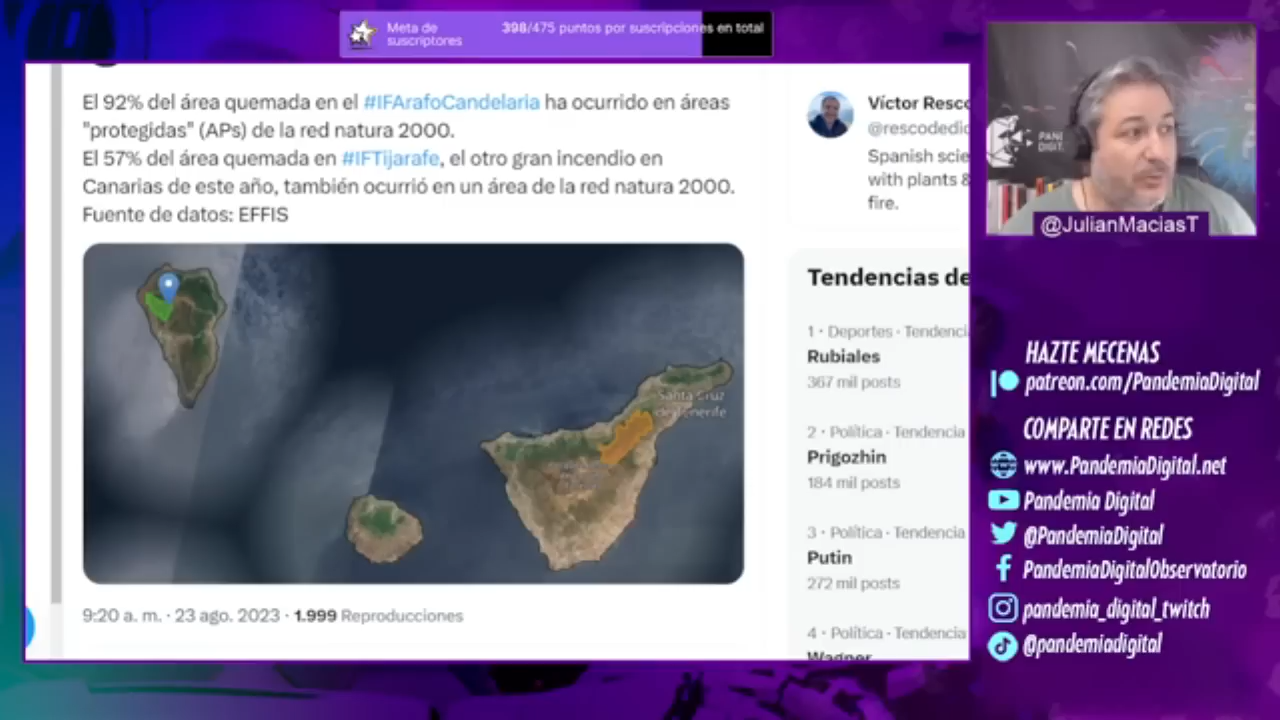 Meta de
suscriptores
398/475 puntos por suscripciones en total
El 92% del área quemada en el #IFArafoCandelaria ha ocurrido en áreas
"protegidas" (APs) de la red natura 2000.
El 57% del área quemada en #IFTijarafe, el otro gran incendio en
Canarias de este año, también ocurrió en un área de la red natura 2000.
Fuente de datos: EFFIS
Santa Cruz
de Tenerife
9:20 a. m. · 23 ago. 2023 · 1.999 Reproducciones
Víctor Resco
@rescodedio
Spanish scie
with plants &
fire.
Tendencias de
1 · Deportes · Tendencia
Rubiales
367 mil posts
2 · Política · Tendencia
Prigozhin
184 mil posts
3 · Política · Tendencia
Putin
272 mil posts
4 · Política · Tendencia
Wagner
PANI
DIGIT
@JulianMaciasT
HAZTE MECENAS
patreon.com/PandemiaDigital
COMPARTE EN REDES
www.PandemiaDigital.net
Pandemia Digital
@PandemiaDigital
PandemiaDigitalObservatorio
pandemia_digital_twitch
@pandemiadigital